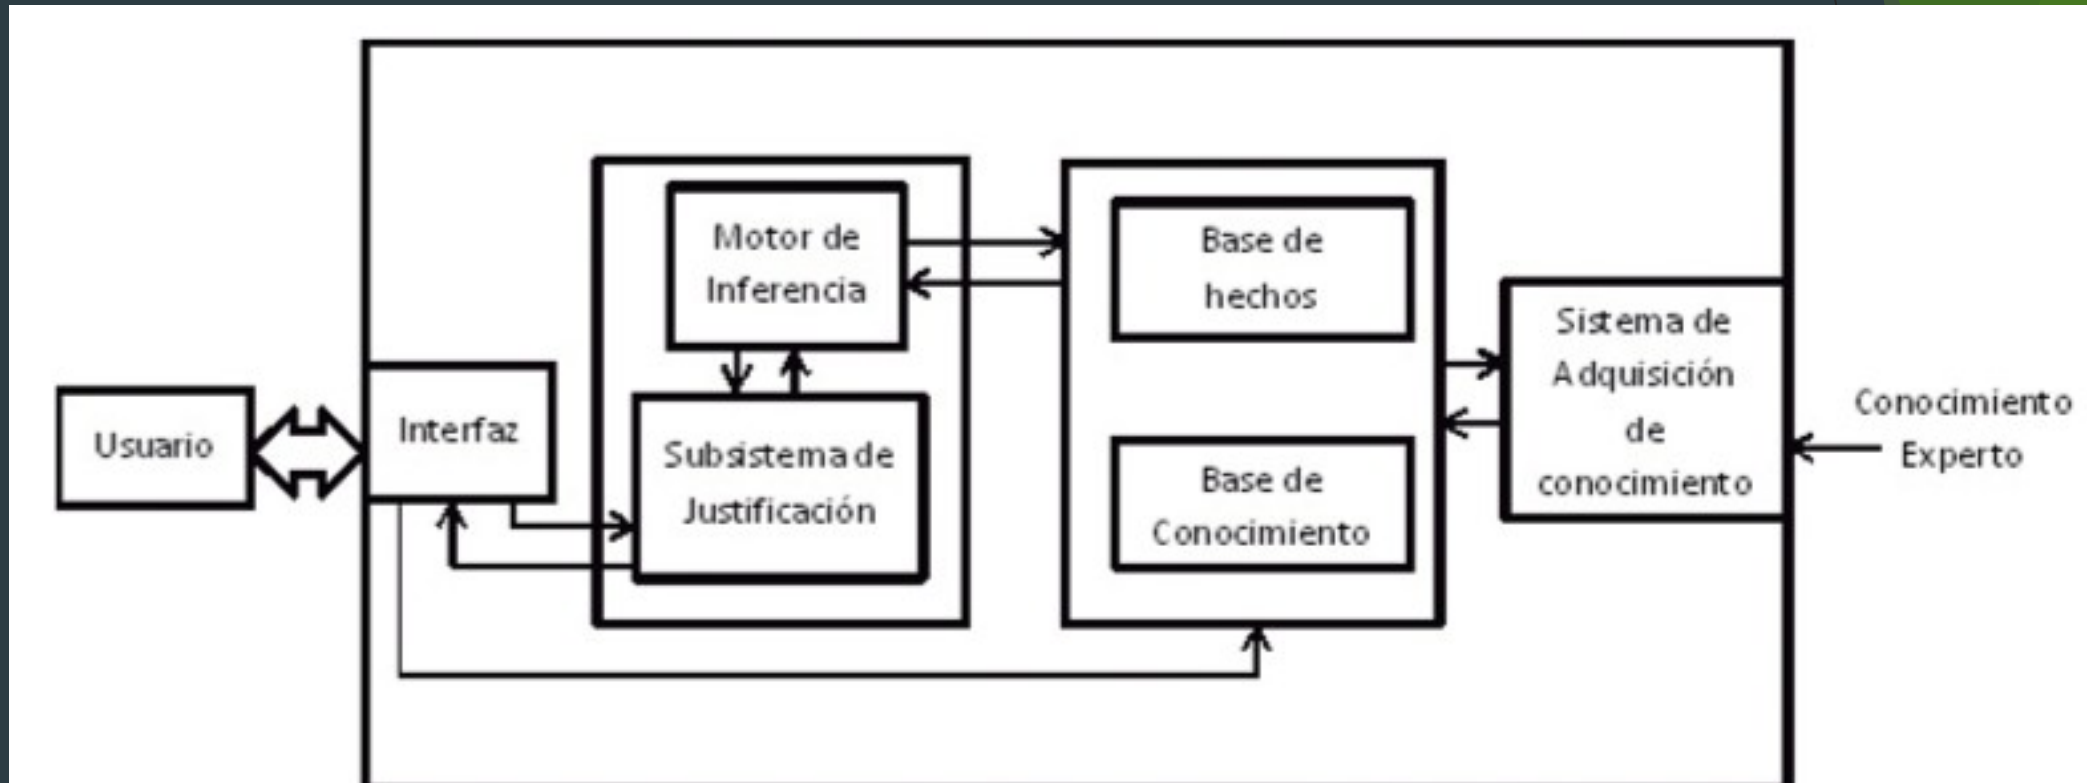 Usuario
Interfaz
Motor de
Inferencia
Subsistema de
Justificación
Base de
hechos
Base de
Conocimiento
Sistema de
Adquisición
de
conocimiento
Conocimiento
Experto